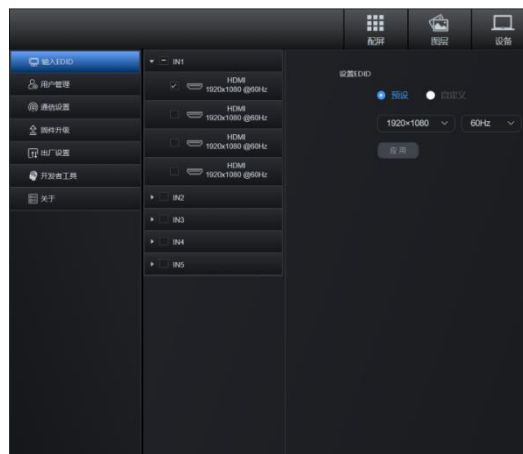 配屏
图层
设备
输入EDID
用户管理
通信设置
固件升级
出厂设置
开发者工具
关于
IN1
HDMI
1920x1080 @60Hz
HDMI
1920x1080 @60Hz
HDMI
1920x1080 @60Hz
HDMI
1920x1080 @60Hz
IN2
IN3
IN4
IN5
设置EDID
预设
自定义
1920×1080
60Hz
应用